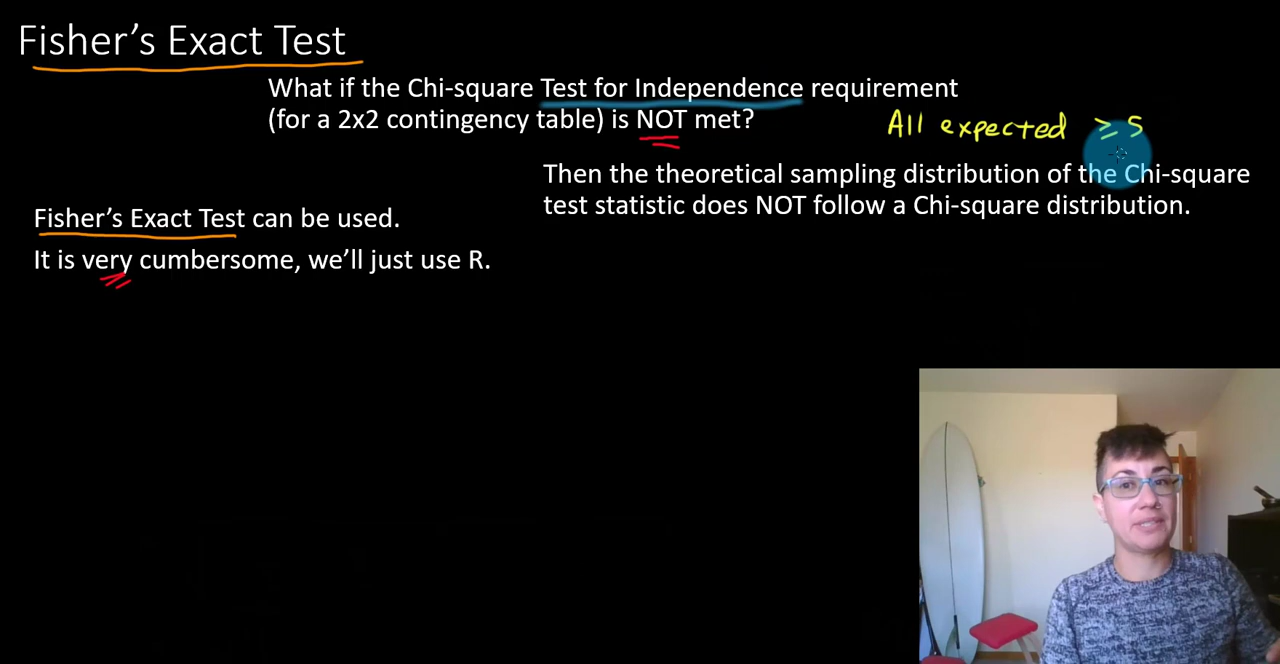 Fisher’s Exact Test
What if the Chi-square Test for Independence requirement
(for a 2x2 contingency table) is NOT met?
All expected ≥ 5
Then the theoretical sampling distribution of the Chi-square
test statistic does NOT follow a Chi-square distribution.
Fisher’s Exact Test can be used.
It is very cumbersome, we’ll just use R.